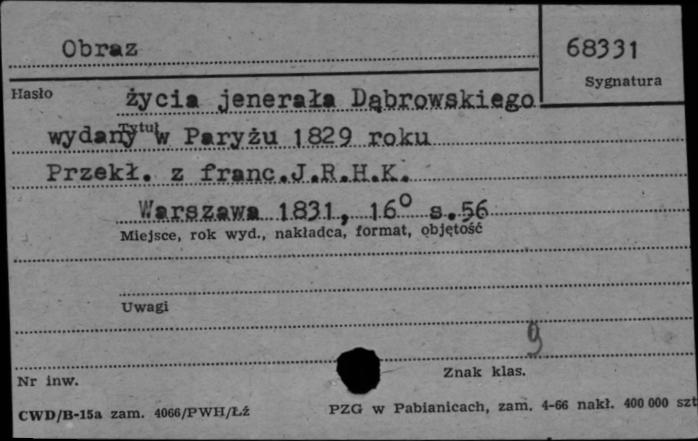 Obraz
68331
Sygnatura
Hasło
życia jenerała Dąbrowskiego
Tytuł
wydany w Paryżu 1829 roku
Przekł. z franc.J.R.H.K.
Warszawa 1831, 16° s.56
Miejsce, rok wyd., nakładca, format, objętość
Uwagi
9
Nr inw.
Znak klas.
CWD/B-15a zam. 4066/PWH/Łź
PZG w Pabianicach, zam. 4-66 nakł. 400 000 szt